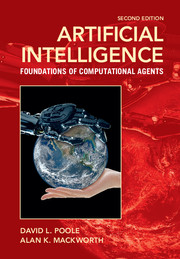 SECOND EDITION
ARTIFICIAL
INTELLIGENCE
FOUNDATIONS OF COMPUTATIONAL AGENTS
DAVID L. POOLE
ALAN K. MACKWORTH